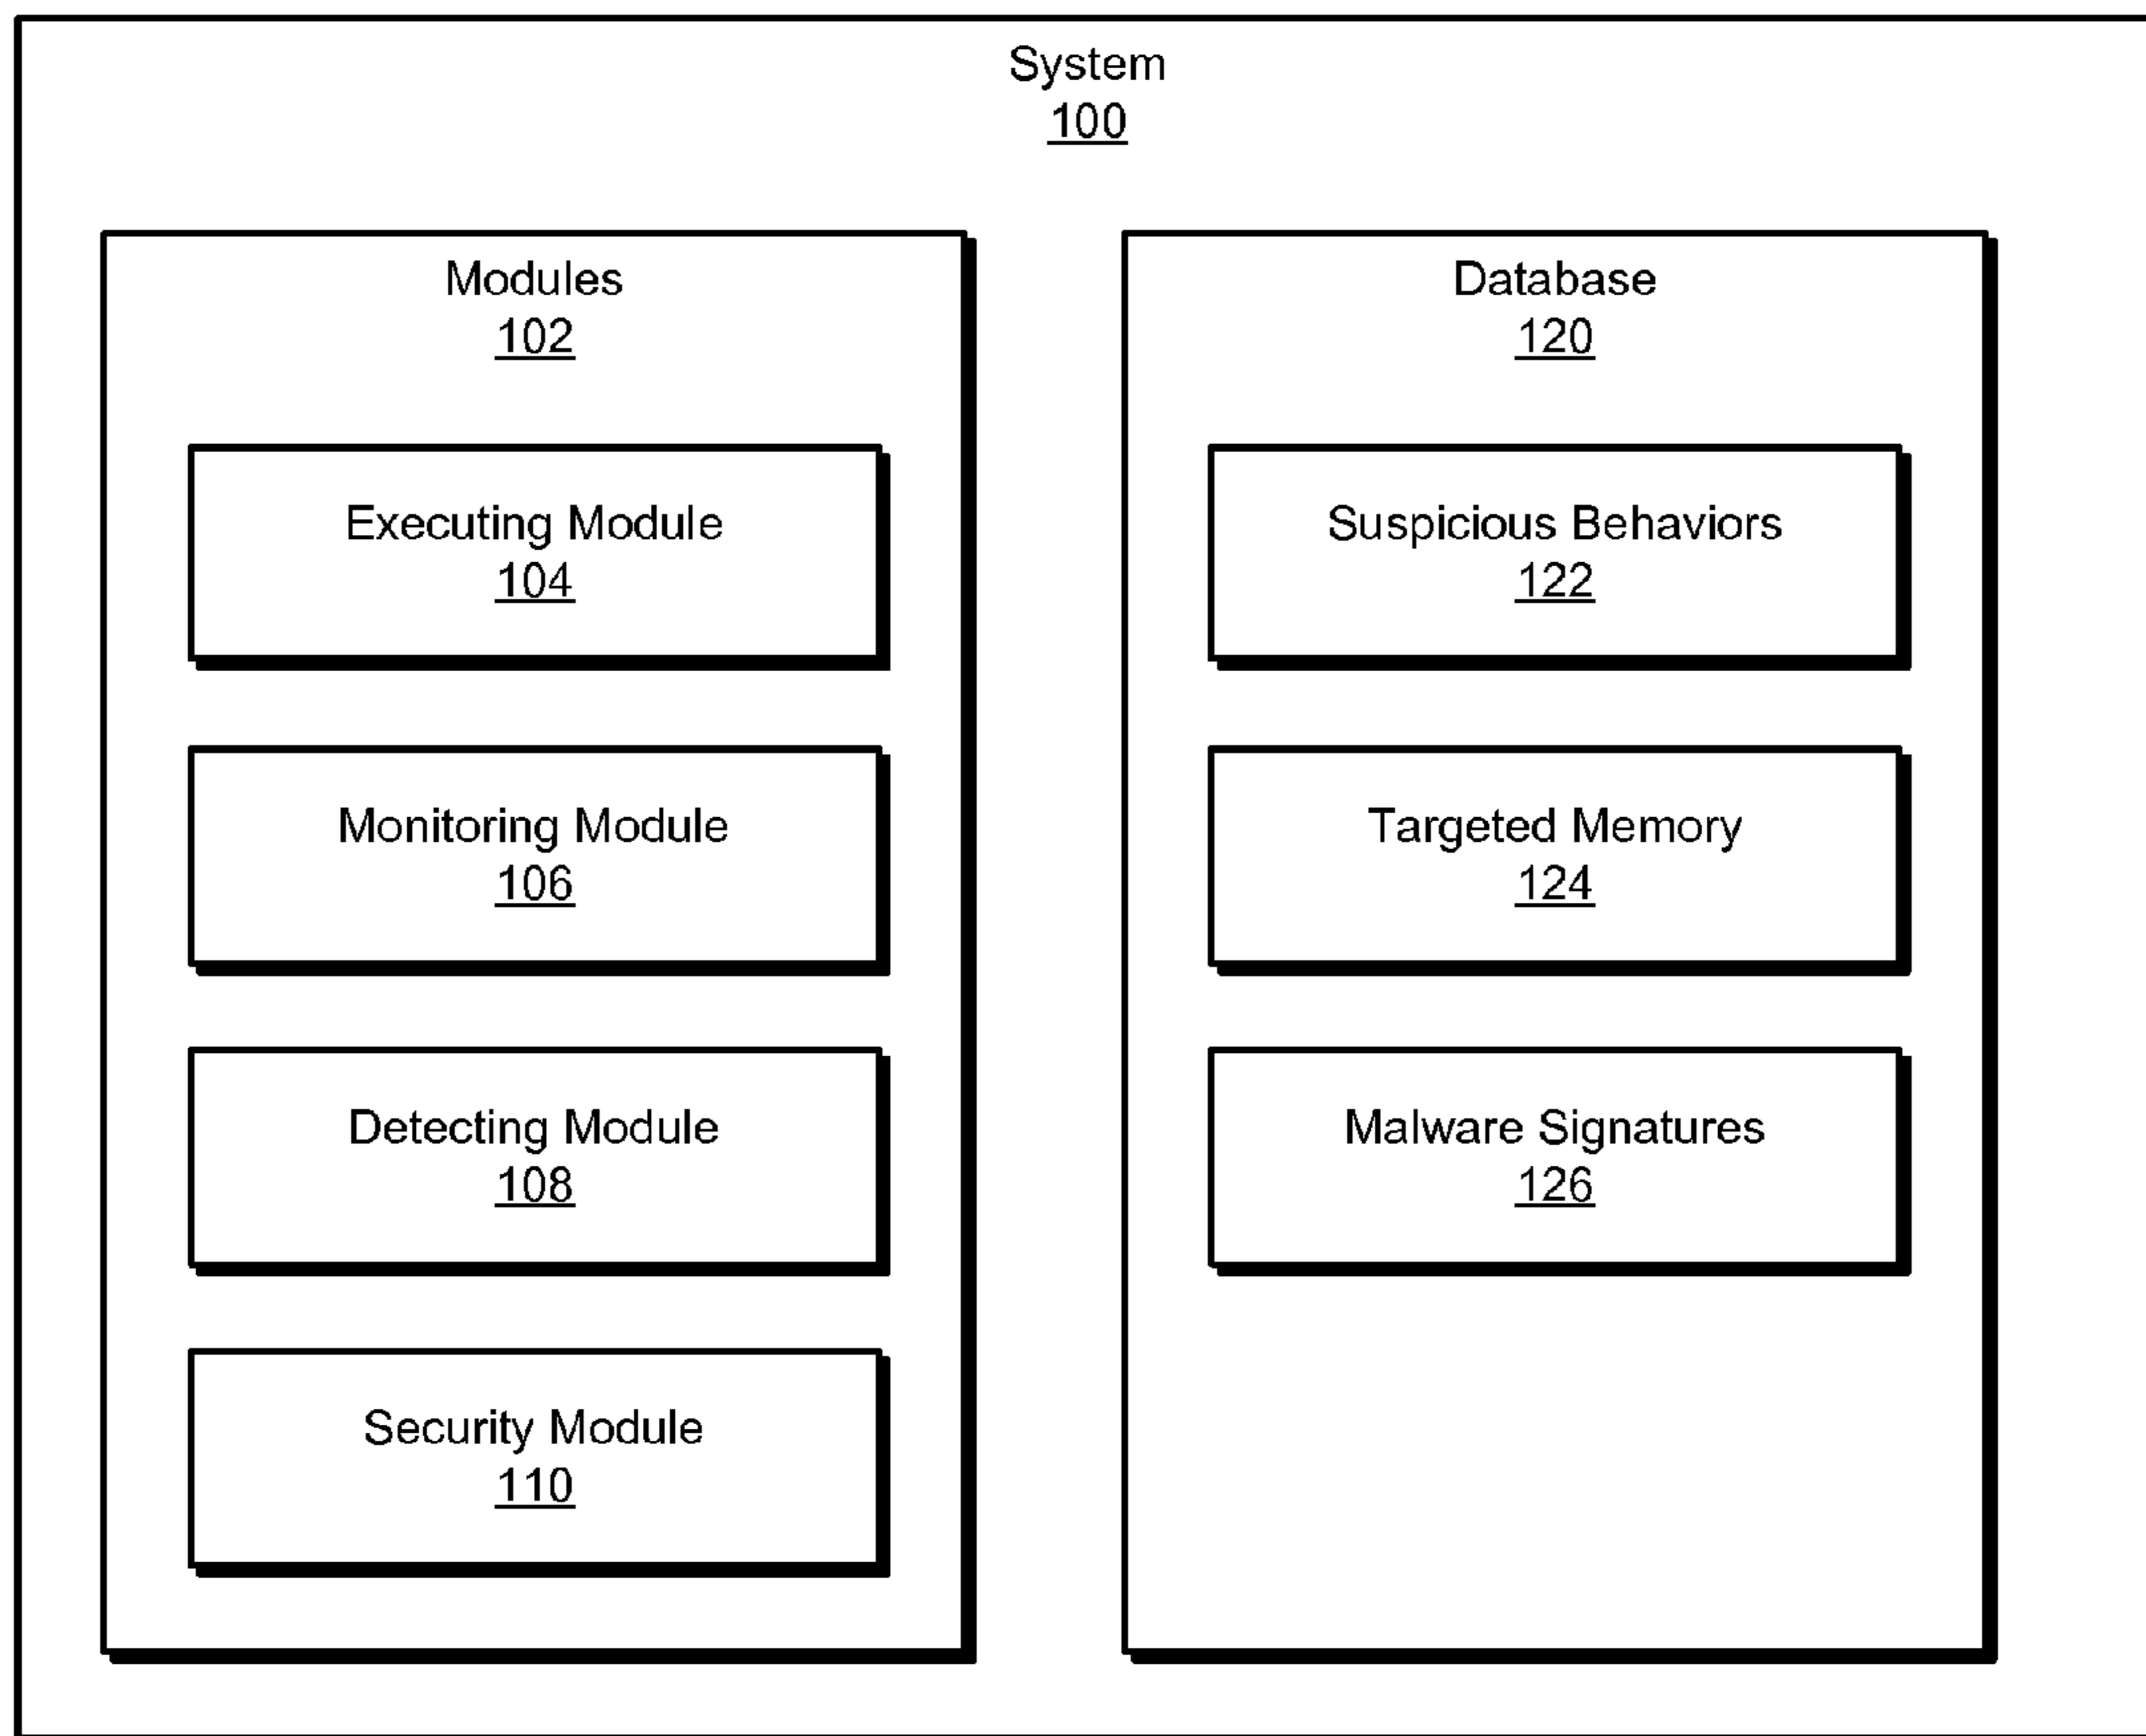 System
100
Modules
102
Executing Module
104
Monitoring Module
106
Detecting Module
108
Security Module
110
Database
120
Suspicious Behaviors
122
Targeted Memory
124
Malware Signatures
126